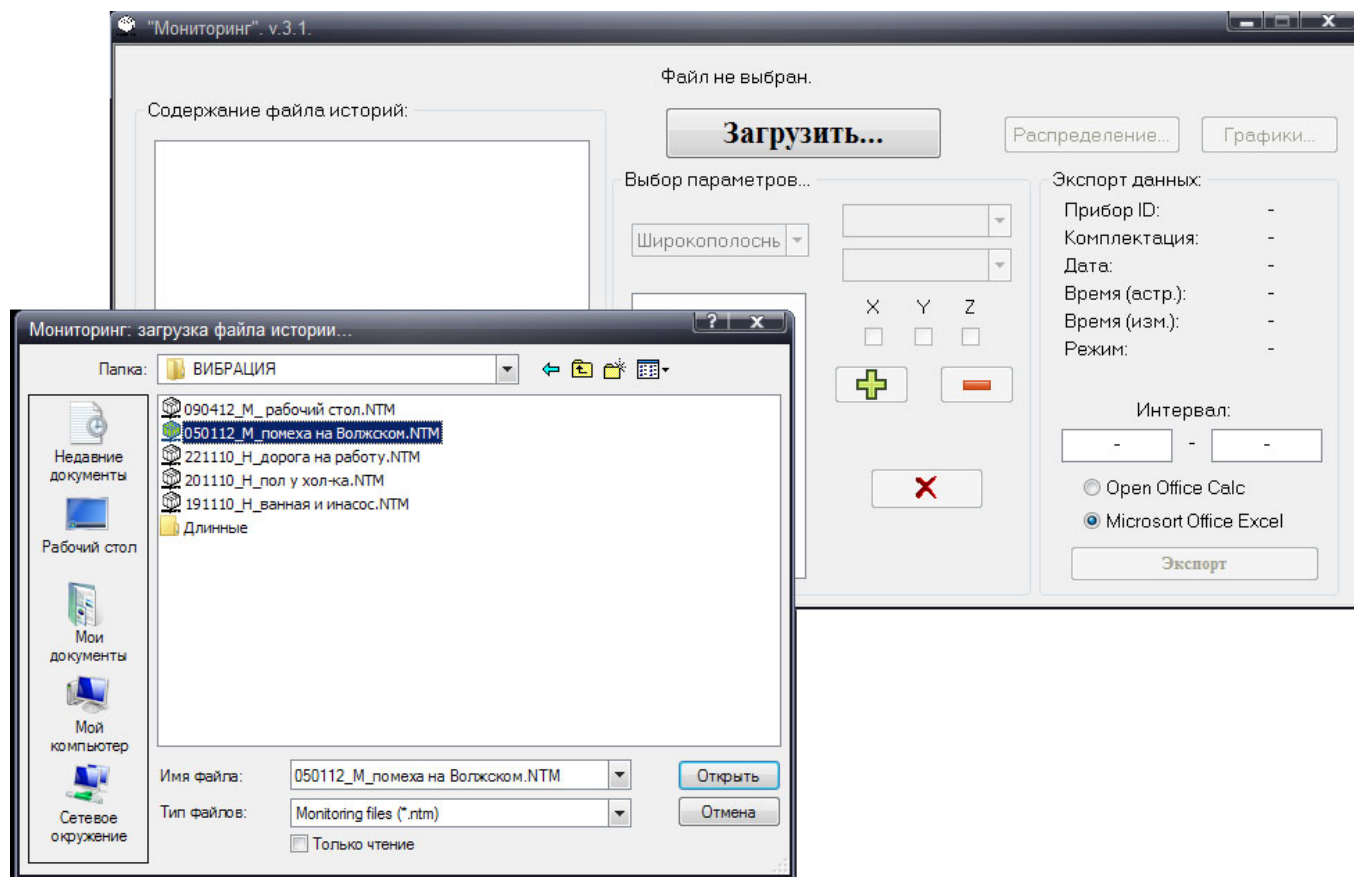 "Мониторинг". v.3.1.
Файл не выбран.
Содержание файла историй:
Загрузить...
Распределение...
Графики...
Выбор параметров...
Широкополоснь
X Y Z
Экспорт данных:
Прибор ID: -
Комплектация: -
Дата: -
Время (астр.): -
Время (изм.): -
Режим: -
Интервал:
- - -
Open Office Calc
Microsort Office Excel
Экспорт
Мониторинг: загрузка файла истории...
Папка: ВИБРАЦИЯ
090412_М_ рабочий стол.NTM
050112_М_помеха на Волжском.NTM
221110_Н_дорога на работу.NTM
201110_Н_пол у хол-ка.NTM
191110_Н_ванная и инасос.NTM
Длинные
Недавние
документы
Рабочий стол
Мои
документы
Мой
компьютер
Сетевое
окружение
Имя файла: 050112_М_помеха на Волжском.NTM
Открыть
Тип файлов: Monitoring files (*.ntm)
Отмена
Только чтение